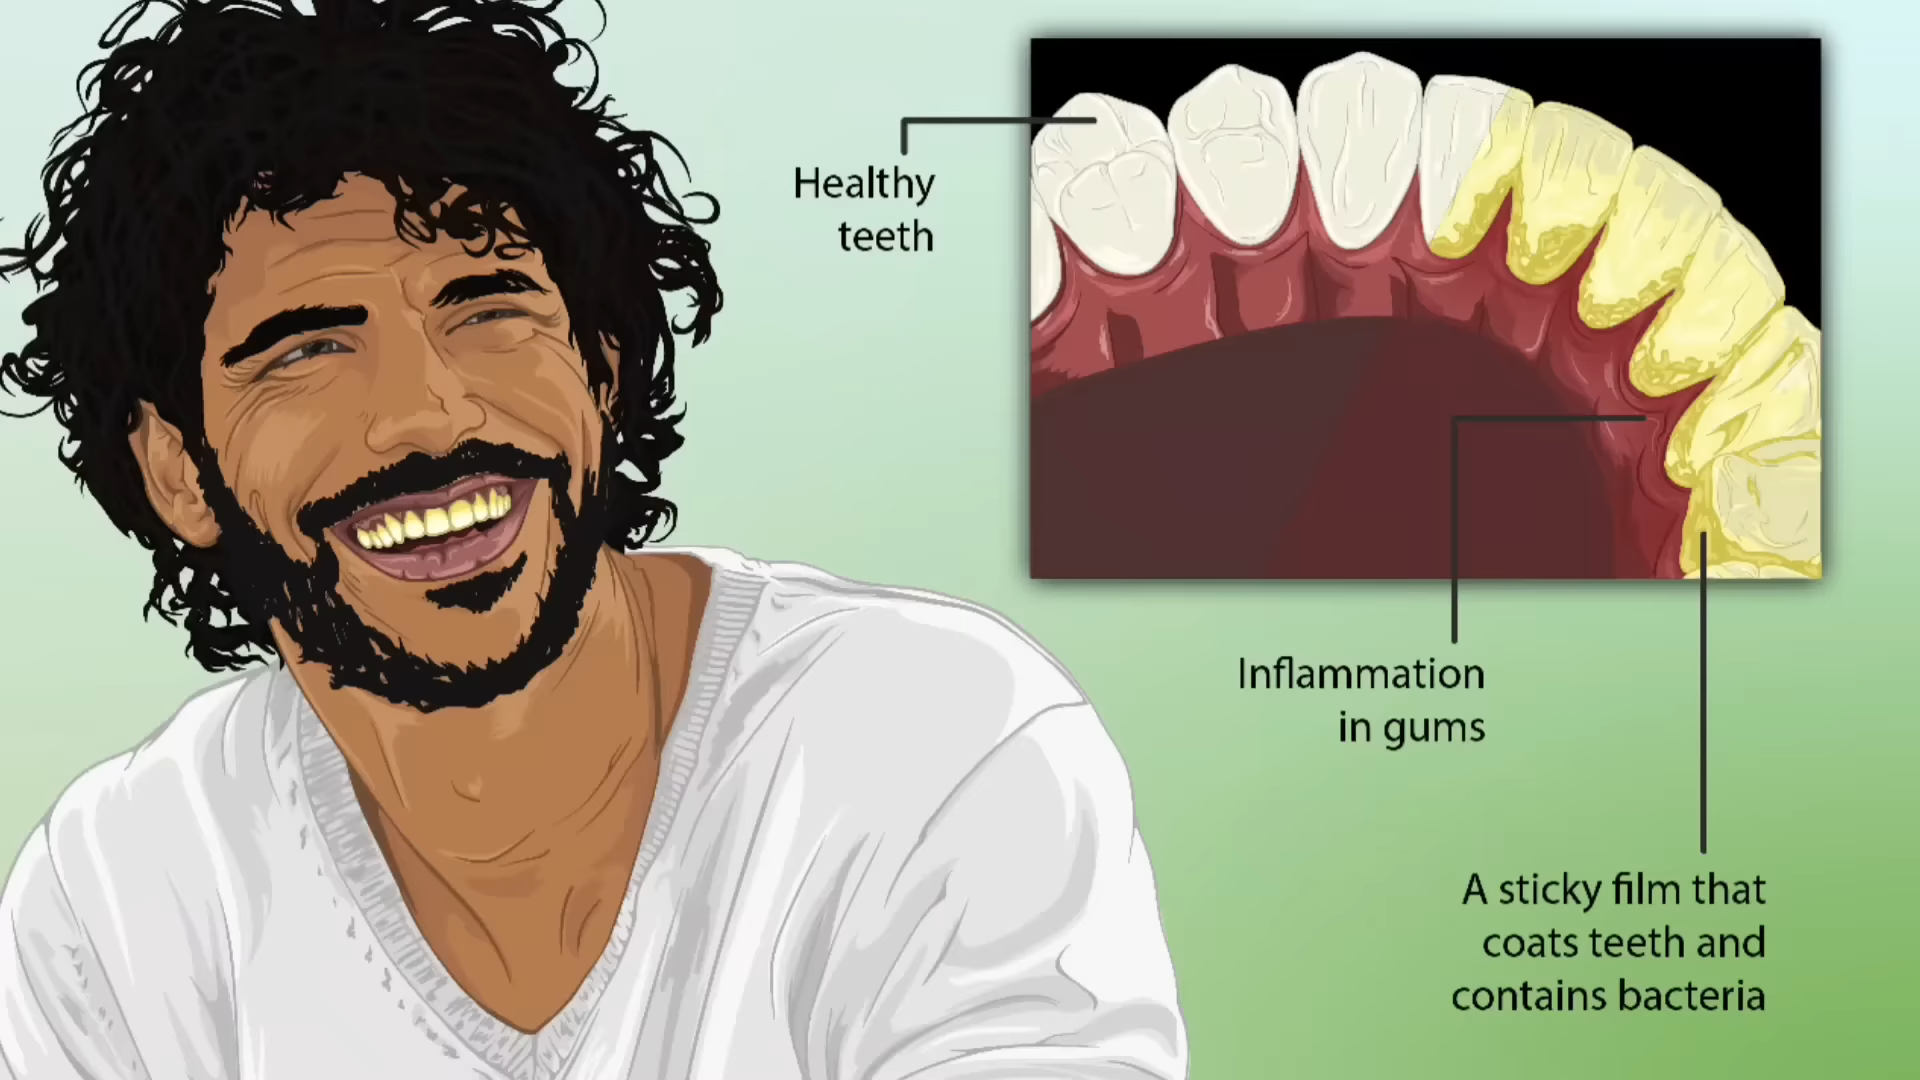 Healthy
teeth
Inflammation
in gums
A sticky film that
coats teeth and
contains bacteria